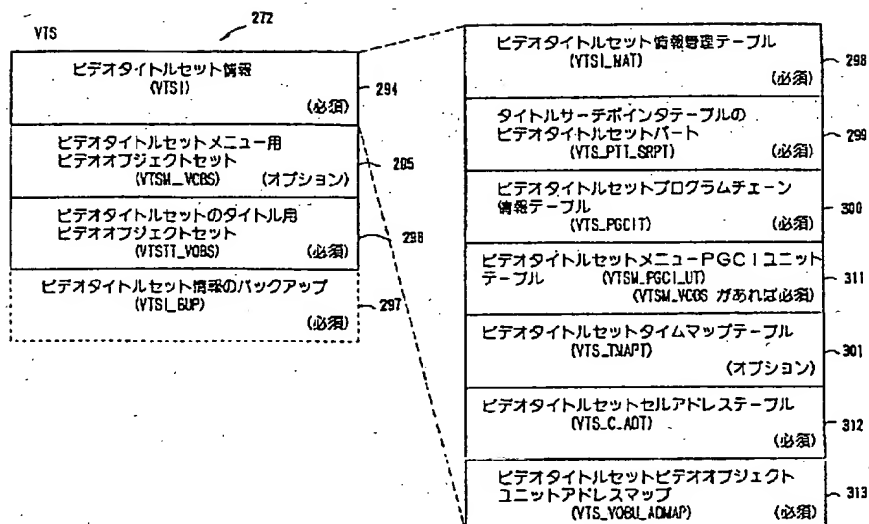 VTS
272
ビデオタイトルセット情報
(VTSI)
(必須)
294
ビデオタイトルセットメニュー用
ビデオオブジェクトセット
(VTSM_VOBS) (オプション)
295
ビデオタイトルセットのタイトル用
ビデオオブジェクトセット
(VTSTT_VOBS)
(必須)
296
ビデオタイトルセット情報のバックアップ
(VTSI_BUP)
(必須)
297
ビデオタイトルセット情報管理テーブル
(VTSI_MAT)
(必須)
298
タイトルサーチポインタテーブルの
ビデオタイトルセットパート
(VTS_PTT_SRPT) (必須)
299
ビデオタイトルセットプログラムチェーン
情報テーブル
(VTS_PGCIT) (必須)
300
ビデオタイトルセットメニューPGCIユニット
テーブル (VTSM_PGCI_UT)
(VTSM_VOBS があれば必須)
311
ビデオタイトルセットタイムマップテーブル
(VTS_TMAPT)
(オプション)
301
ビデオタイトルセットセルアドレステーブル
(VTS_C_ADT)
(必須)
312
ビデオタイトルセットビデオオブジェクト
ユニットアドレスマップ
(VTS_VOBU_ADMAP) (必須)
313